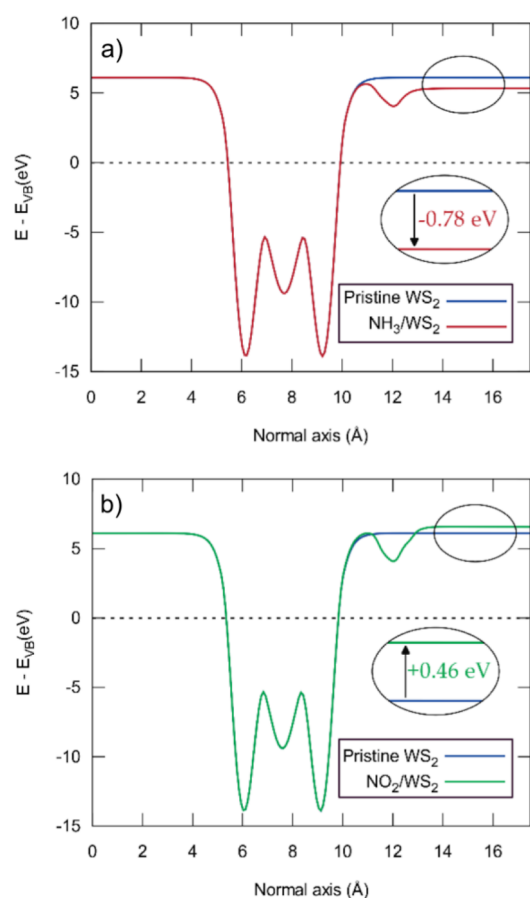 a)
10
5
0
-5
-10
-15
E - E_VB(eV)
-0.78 eV
Pristine WS₂
NH₃/WS₂
0 2 4 6 8 10 12 14 16
Normal axis (Å)
b)
10
5
0
-5
-10
-15
E - E_VB(eV)
+0.46 eV
Pristine WS₂
NO₂/WS₂
0 2 4 6 8 10 12 14 16
Normal axis (Å)